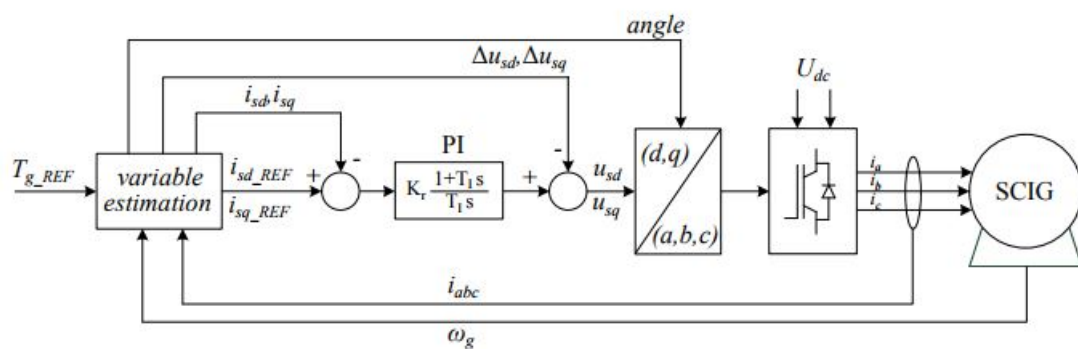 angle
Δu_sd,Δu_sq
U_dc
i_sd,i_sq
PI
(d,q)
T_g_REF
variable
estimation
i_sd_REF
i_sq_REF
+
-
K_r (1+T_I s)/(T_I s)
+
-
u_sd
u_sq
(a,b,c)
i_a
i_b
i_c
SCIG
i_abc
ω_g